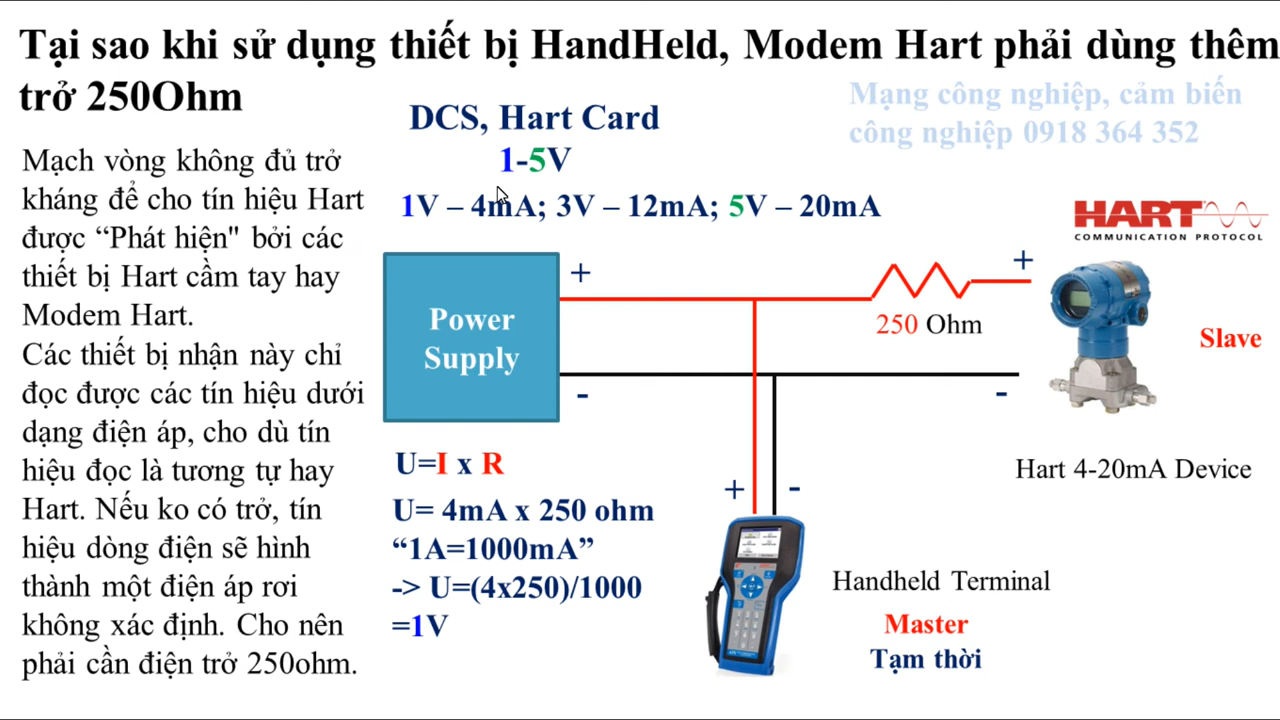 Tại sao khi sử dụng thiết bị HandHeld, Modem Hart phải dùng thêm
trở 250Ohm
Mạng công nghiệp, cảm biến
công nghiệp 0918 364 352
DCS, Hart Card
1-5V
1V – 4mA; 3V – 12mA; 5V – 20mA
Mạch vòng không đủ trở
kháng để cho tín hiệu Hart
được “Phát hiện" bởi các
thiết bị Hart cầm tay hay
Modem Hart.
Các thiết bị nhận này chỉ
đọc được các tín hiệu dưới
dạng điện áp, cho dù tín
hiệu đọc là tương tự hay
Hart. Nếu ko có trở, tín
hiệu dòng điện sẽ hình
thành một điện áp rơi
không xác định. Cho nên
phải cần điện trở 250ohm.
HART
COMMUNICATION PROTOCOL
+
+
Power
Supply
250 Ohm
Slave
-
-
U=I x R
U= 4mA x 250 ohm
“1A=1000mA”
-> U=(4x250)/1000
=1V
Hart 4-20mA Device
+
-
Handheld Terminal
Master
Tạm thời